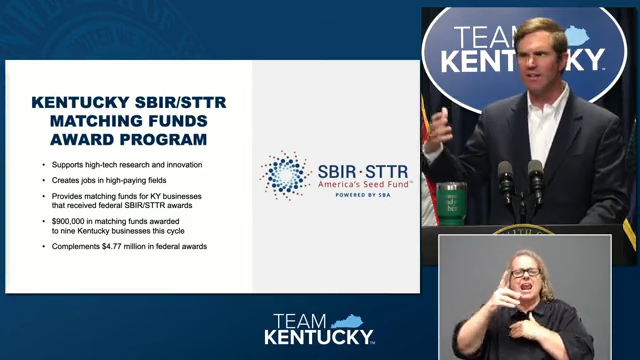 KENTUCKY SBIR/STTR
MATCHING FUNDS
AWARD PROGRAM
• Supports high-tech research and innovation
• Creates jobs in high-paying fields
• Provides matching funds for KY businesses
that received federal SBIR/STTR awards
• $900,000 in matching funds awarded
to nine Kentucky businesses this cycle
• Complements $4.77 million in federal awards
SBIR·STTR
America's Seed Fund™
POWERED BY SBA
TEAM
KENTUCKY
TEAM
KENTUCKY™